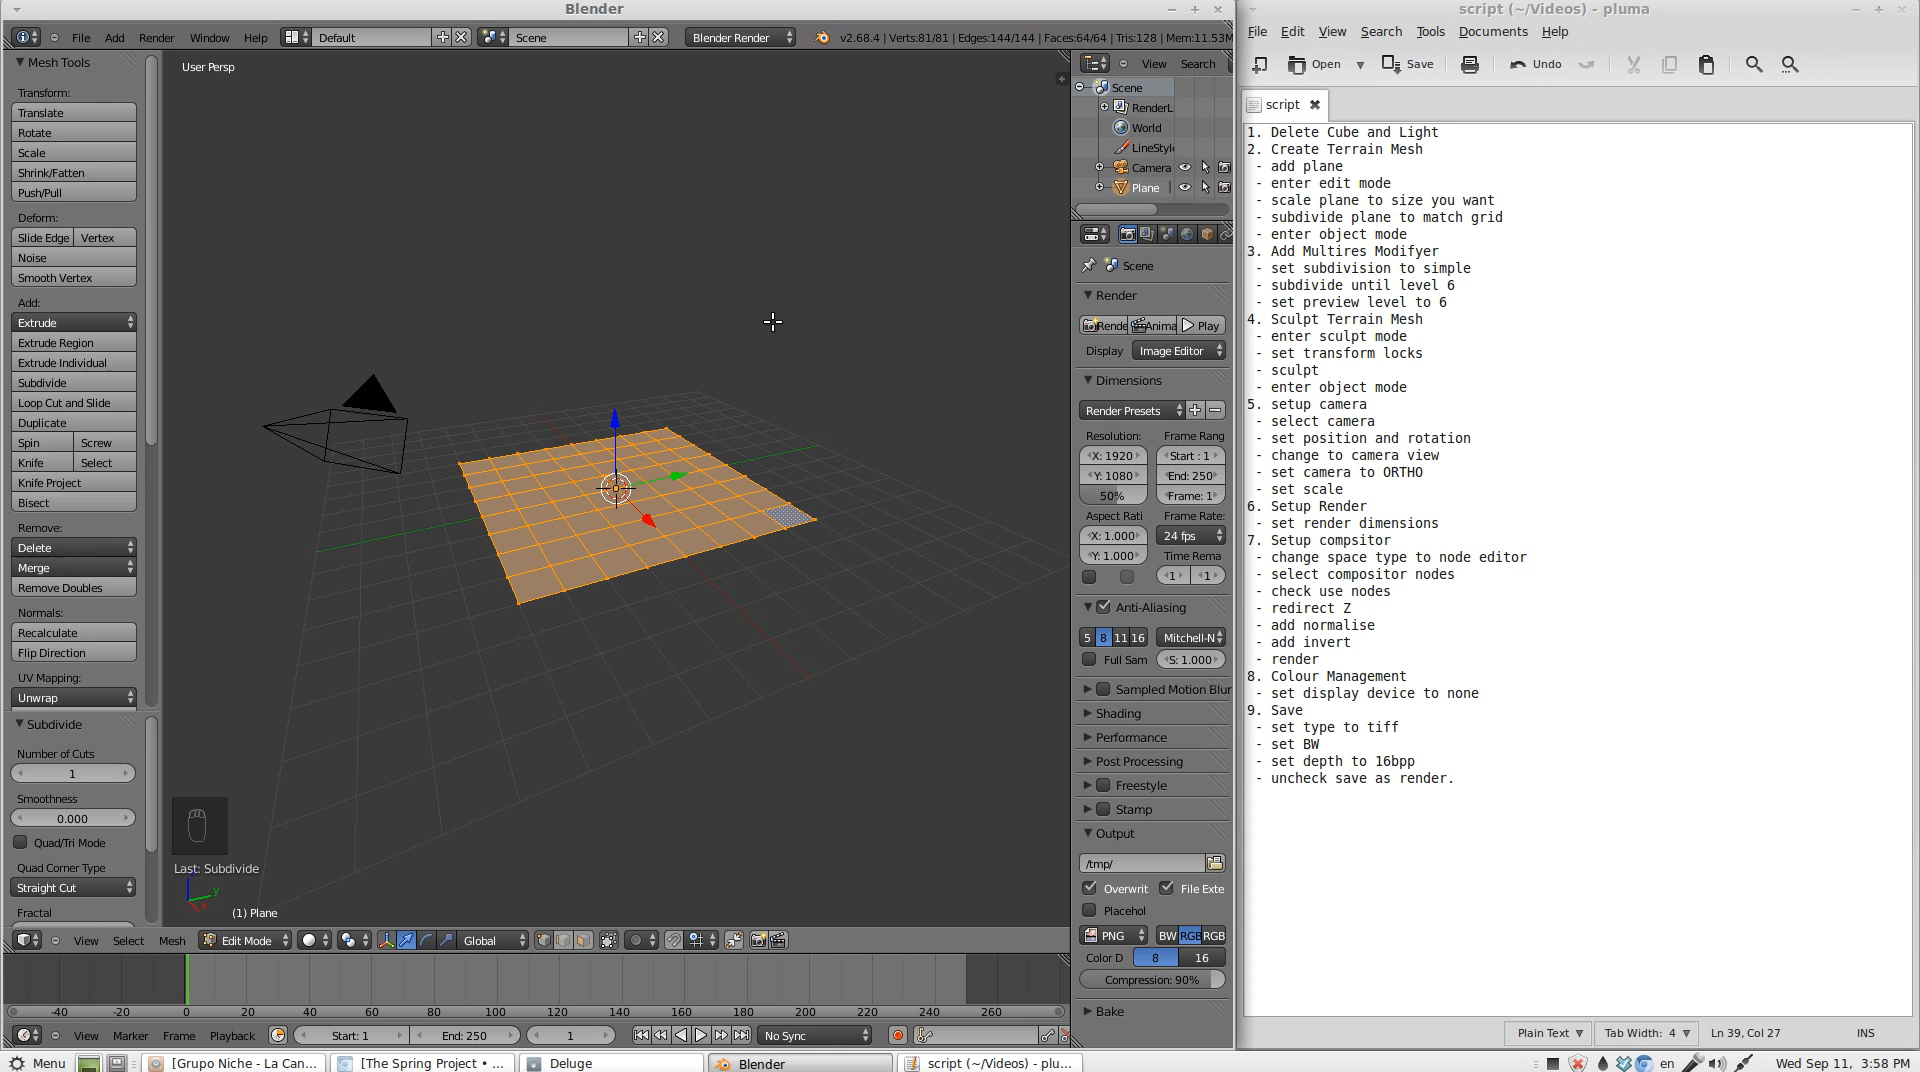 Blender
File Add Render Window Help Default Scene Blender Render v2.68.4 | Verts:81/81 | Edges:144/144 | Faces:64/64 | Tris:128 | Mem:11.53M
Mesh Tools
Transform:
Translate
Rotate
Scale
Shrink/Fatten
Push/Pull
Deform:
Slide Edge Vertex
Noise
Smooth Vertex
Add:
Extrude
Extrude Region
Extrude Individual
Subdivide
Loop Cut and Slide
Duplicate
Spin Screw
Knife Select
Knife Project
Bisect
Remove:
Delete
Merge
Remove Doubles
Normals:
Recalculate
Flip Direction
UV Mapping:
Unwrap
Subdivide
Number of Cuts
1
Smoothness
0.000
Quad/Tri Mode
Quad Corner Type
Straight Cut
Fractal
User Persp
Last: Subdivide
y
x
(1) Plane
View Select Mesh Edit Mode Global
-40 -20 0 20 40 60 80 100 120 140 160 180 200 220 240 260
View Marker Frame Playback Start: 1 End: 250 1 No Sync
View Search
Scene
RenderL
World
LineStyle
Camera
Plane
Scene
Render
Rende Anima Play
Display Image Editor
Dimensions
Render Presets
Resolution: Frame Rang
X: 1920 Start : 1
Y: 1080 End: 250
50% Frame: 1
Aspect Rati Frame Rate:
X: 1.000 24 fps
Y: 1.000 Time Rema
1 1
Anti-Aliasing
5 8 11 16 Mitchell-N
Full Sam S: 1.000
Sampled Motion Blur
Shading
Performance
Post Processing
Freestyle
Stamp
Output
/tmp/
Overwrit File Exte
Placehol
PNG BW RGB RGB
Color D 8 16
Compression: 90%
Bake
script (~/Videos) - pluma
File Edit View Search Tools Documents Help
Open Save Undo
script
1. Delete Cube and Light
2. Create Terrain Mesh
- add plane
- enter edit mode
- scale plane to size you want
- subdivide plane to match grid
- enter object mode
3. Add Multires Modifyer
- set subdivision to simple
- subdivide until level 6
- set preview level to 6
4. Sculpt Terrain Mesh
- enter sculpt mode
- set transform locks
- sculpt
- enter object mode
5. setup camera
- select camera
- set position and rotation
- change to camera view
- set camera to ORTHO
- set scale
6. Setup Render
- set render dimensions
7. Setup compsitor
- change space type to node editor
- select compositor nodes
- check use nodes
- redirect Z
- add normalise
- add invert
- render
8. Colour Management
- set display device to none
9. Save
- set type to tiff
- set BW
- set depth to 16bpp
- uncheck save as render.
Plain Text Tab Width: 4 Ln 39, Col 27 INS
Menu [Grupo Niche - La Can... [The Spring Project • ... Deluge Blender script (~/Videos) - plu... en Wed Sep 11, 3:58 PM